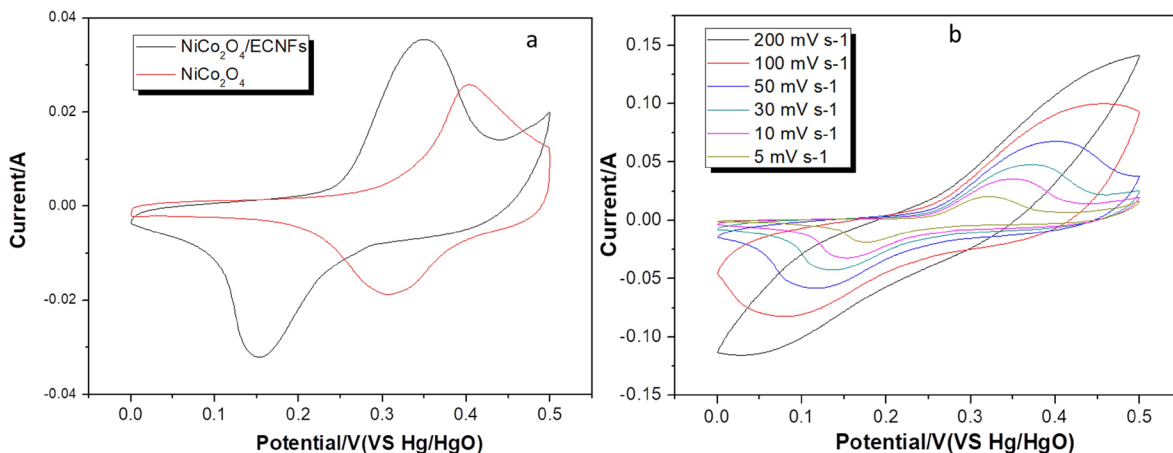 a
NiCo₂O₄/ECNFs
NiCo₂O₄
0.04
0.02
0.00
-0.02
-0.04
Current/A
0.0 0.1 0.2 0.3 0.4 0.5
Potential/V(VS Hg/HgO)
b
200 mV s-1
100 mV s-1
50 mV s-1
30 mV s-1
10 mV s-1
5 mV s-1
0.15
0.10
0.05
0.00
-0.05
-0.10
-0.15
Current/A
0.0 0.1 0.2 0.3 0.4 0.5
Potential/V(VS Hg/HgO)